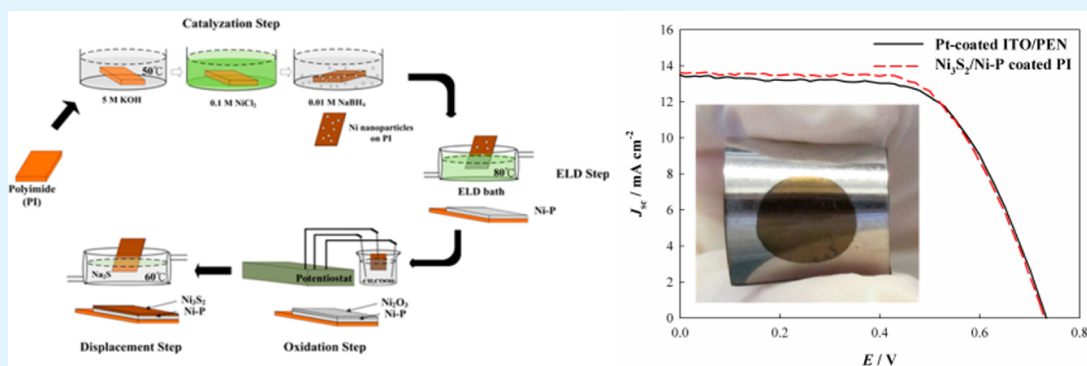 Catalyzation Step
50℃
5 M KOH
0.1 M NiCl₂
0.01 M NaBH₄
Ni nanoparticles
on PI
Polyimide
(PI)
80℃
ELD bath
ELD Step
Ni-P
Potentiostat
CH₃COOH
Na₂S
60℃
Ni₃S₂
Ni-P
Ni₂O₃
Ni-P
Displacement Step
Oxidation Step
16
14
12
10
8
6
4
2
0
Jsc / mA cm⁻²
Pt-coated ITO/PEN
Ni₃S₂/Ni-P coated PI
0.0 0.2 0.4 0.6 0.8
E / V